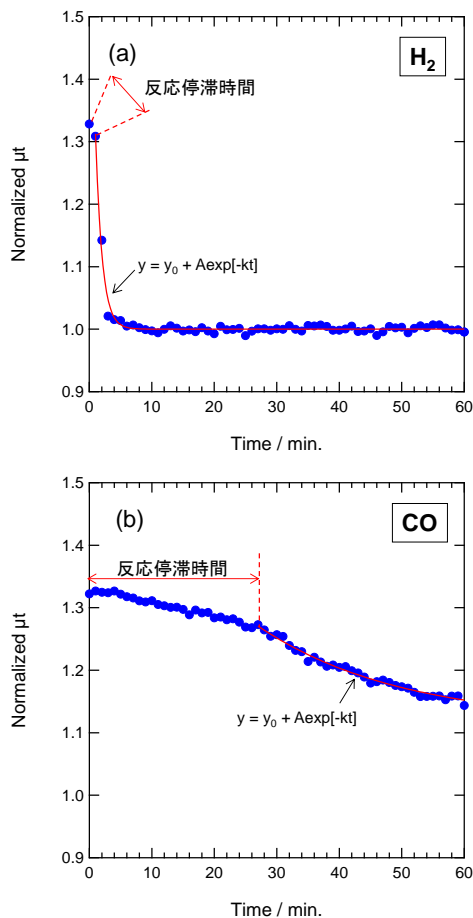 (a)
H₂
反応停滞時間
y = y₀ + Aexp[-kt]
Normalized µt
1.5
1.4
1.3
1.2
1.1
1.0
0.9
0 10 20 30 40 50 60
Time / min.
(b)
CO
反応停滞時間
y = y₀ + Aexp[-kt]
Normalized µt
1.5
1.4
1.3
1.2
1.1
1.0
0.9
0 10 20 30 40 50 60
Time / min.